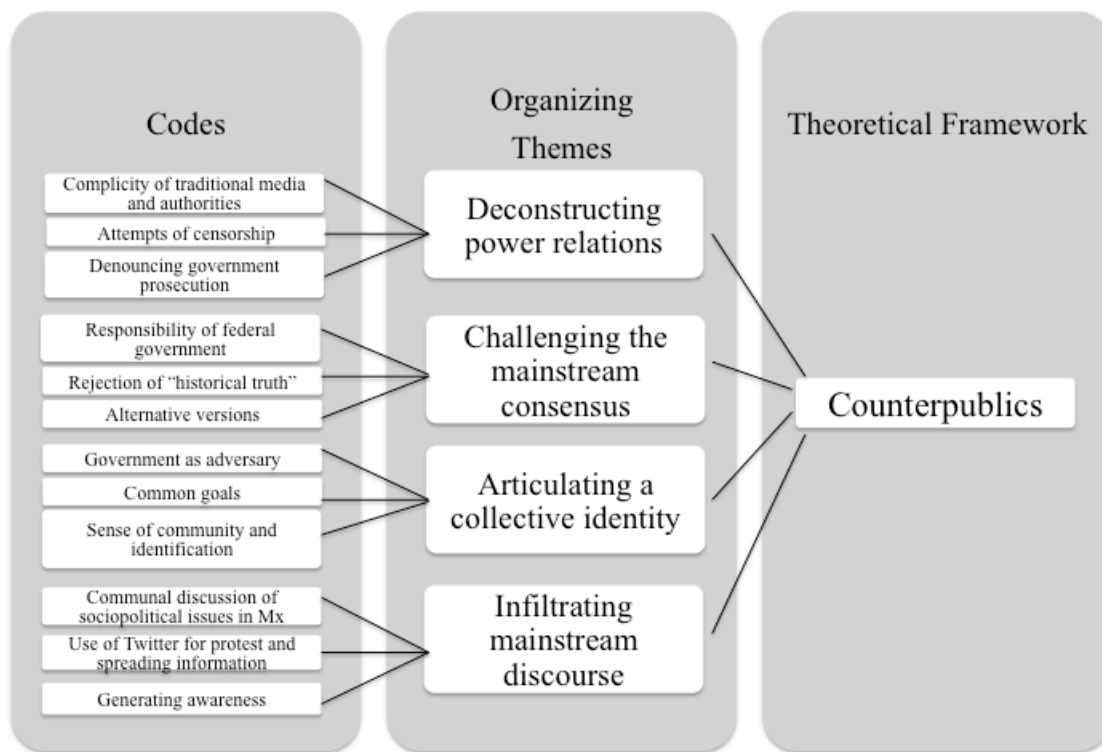 Codes
Complicity of traditional media
and authorities
Attempts of censorship
Denouncing government
prosecution
Responsibility of federal
government
Rejection of “historical truth”
Alternative versions
Government as adversary
Common goals
Sense of community and
identification
Communal discussion of
sociopolitical issues in Mx
Use of Twitter for protest and
spreading information
Generating awareness
Organizing
Themes
Deconstructing
power relations
Challenging the
mainstream
consensus
Articulating a
collective identity
Infiltrating
mainstream
discourse
Theoretical Framework
Counterpublics